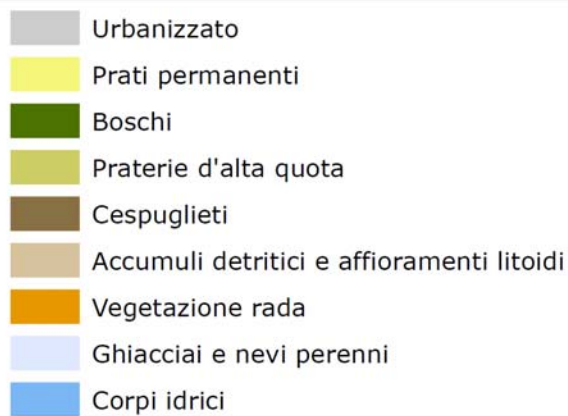 Urbanizzato
Prati permanenti
Boschi
Praterie d'alta quota
Cespuglieti
Accumuli detritici e affioramenti litoidi
Vegetazione rada
Ghiacciai e nevi perenni
Corpi idrici